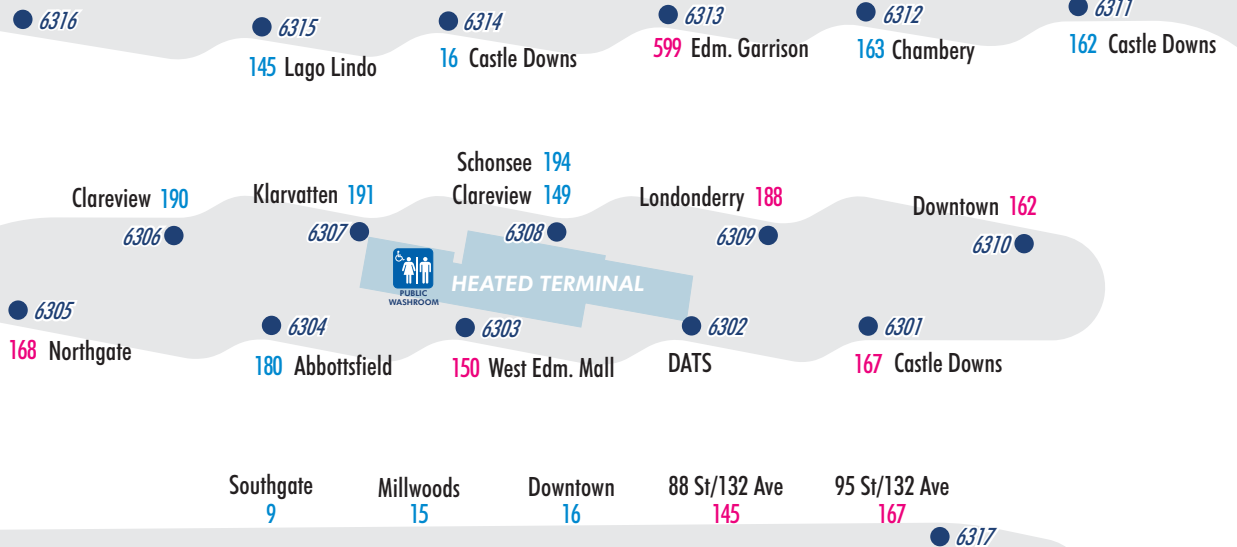 6316
6315
6314
6313
6312
6311
145 Lago Lindo
16 Castle Downs
599 Edm. Garrison
163 Chambery
162 Castle Downs
Schonsee 194
Clareview 190
Klarvatten 191
Clareview 149
Londonderry 188
Downtown 162
6306
6307
6308
6309
6310
HEATED TERMINAL
PUBLIC
WASHROOM
6305
6304
6303
6302
6301
168 Northgate
180 Abbottsfield
150 West Edm. Mall
DATS
167 Castle Downs
Southgate
9
Millwoods
15
Downtown
16
88 St/132 Ave
145
95 St/132 Ave
167
6317